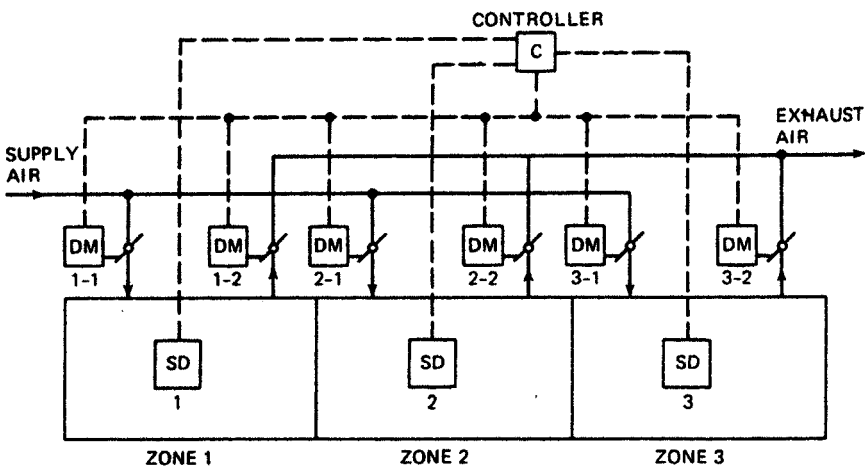 CONTROLLER
C
EXHAUST
AIR
SUPPLY
AIR
DM
DM
DM
DM
DM
DM
1-1
1-2
2-1
2-2
3-1
3-2
SD
SD
SD
1
2
3
ZONE 1
ZONE 2
ZONE 3